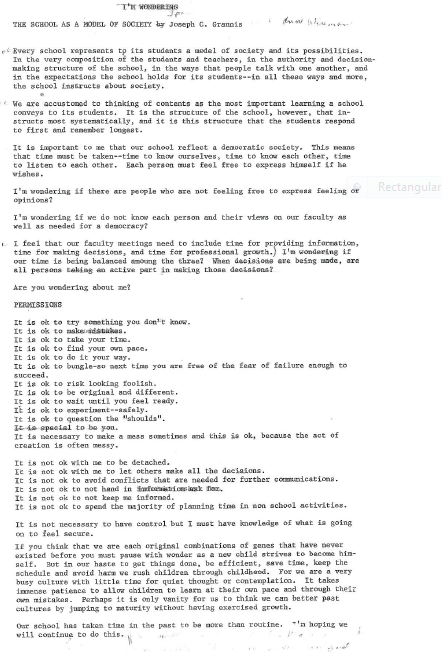 I'M WONDERING
THE SCHOOL AS A MODEL OF SOCIETY by Joseph C. Grannis
Every school represents to its students a model of society and its possibilities.
In the very composition of the students and teachers, in the authority and decision-
making structure of the school, in the ways that people talk with one another, and
in the expectations the school holds for its students--in all these ways and more,
the school instructs about society.
We are accustomed to thinking of contents as the most important learning a school
conveys to its students. It is the structure of the school, however, that in-
structs most systematically, and it is this structure that the students respond
to first and remember longest.
It is important to me that our school reflect a democratic society. This means
that time must be taken--time to know ourselves, time to know each other, time
to listen to each other. Each person must feel free to express himself if he
wishes.
I'm wondering if there are people who are not feeling free to express feeling or
opinions?
Rectangular
I'm wondering if we do not know each person and their views on our faculty as
well as needed for a democracy?
I feel that our faculty meetings need to include time for providing information,
time for making decisions, and time for professional growth.) I'm wondering if
our time is being balanced among the three? When decisions are being made, are
all persons taking an active part in making those decisions?
Are you wondering about me?
PERMISSIONS
It is ok to try something you don't know.
It is ok to make mistakes.
It is ok to take your time.
It is ok to find your own pace.
It is ok to do it your way.
It is ok to bungle-so next time you are free of the fear of failure enough to
succeed.
It is ok to risk looking foolish.
It is ok to be original and different.
It is ok to wait until you feel ready.
It is ok to experiment--safely.
It is ok to question the "shoulds".
It is special to be you.
It is necessary to make a mess sometimes and this is ok, because the act of
creation is often messy.
It is not ok with me to be detached.
It is not ok with me to let others make all the decisions.
It is not ok to avoid conflicts that are needed for further communications.
It is not ok to not hand in information ask for.
It is not ok to not keep me informed.
It is not ok to spend the majority of planning time in non school activities.
It is not necessary to have control but I must have knowledge of what is going
on to feel secure.
If you think that we are each original combinations of genes that have never
existed before you must pause with wonder as a new child strives to become him-
self. But in our haste to get things done, be efficient, save time, keep the
schedule and avoid harm we rush children through childhood. For we are a very
busy culture with little time for quiet thought or contemplation. It takes
immense patience to allow children to learn at their own pace and through their
own mistakes. Perhaps it is only vanity for us to think we can better past
cultures by jumping to maturity without having exercised growth.
Our school has taken time in the past to be more than routine. I'm hoping we
will continue to do this.